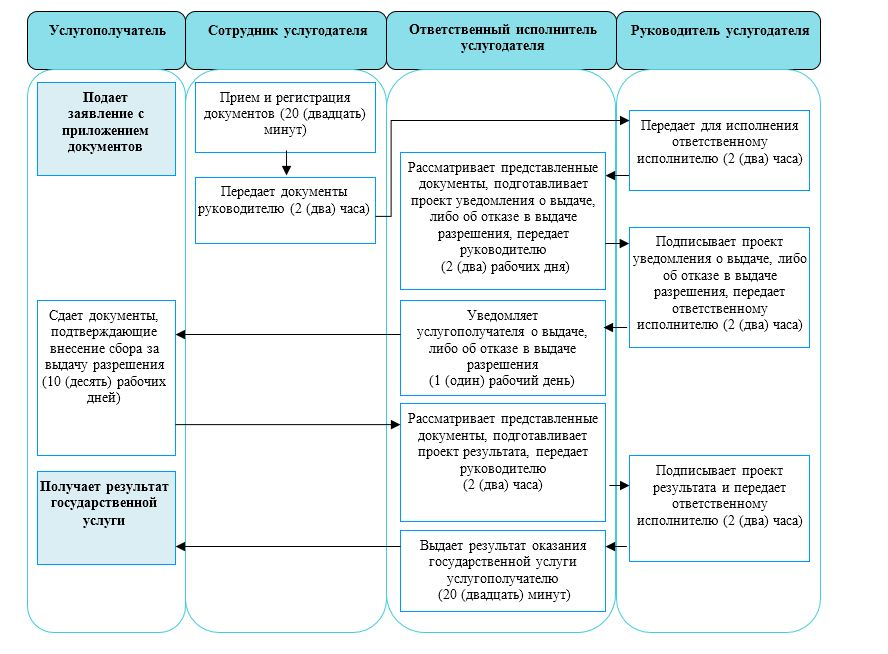 Услугополучатель
Сотрудник услугодателя
Ответственный исполнитель
услугодателя
Руководитель услугодателя
Подает
заявление с
приложением
документов
Прием и регистрация
документов (20 (двадцать)
минут)
Передает документы
руководителю (2 (два) часа)
Передает для исполнения
ответственному
исполнителю (2 (два) часа)
Рассматривает представленные
документы, подготавливает
проект уведомления о выдаче,
либо об отказе в выдаче
разрешения, передает
руководителю
(2 (два) рабочих дня)
Подписывает проект
уведомления о выдаче, либо
об отказе в выдаче
разрешения, передает
ответственному
исполнителю (2 (два) часа)
Уведомляет
услугополучателя о выдаче,
либо об отказе в выдаче
разрешения
(1 (один) рабочий день)
Сдает документы,
подтверждающие
внесение сбора за
выдачу разрешения
(10 (десять) рабочих
дней)
Рассматривает представленные
документы, подготавливает
проект результата, передает
руководителю
(2 (два) часа)
Подписывает проект
результата и передает
ответственному
исполнителю (2 (два) часа)
Выдает результат оказания
государственной услуги
услугополучателю
(20 (двадцать) минут)
Получает результат
государственной
услуги